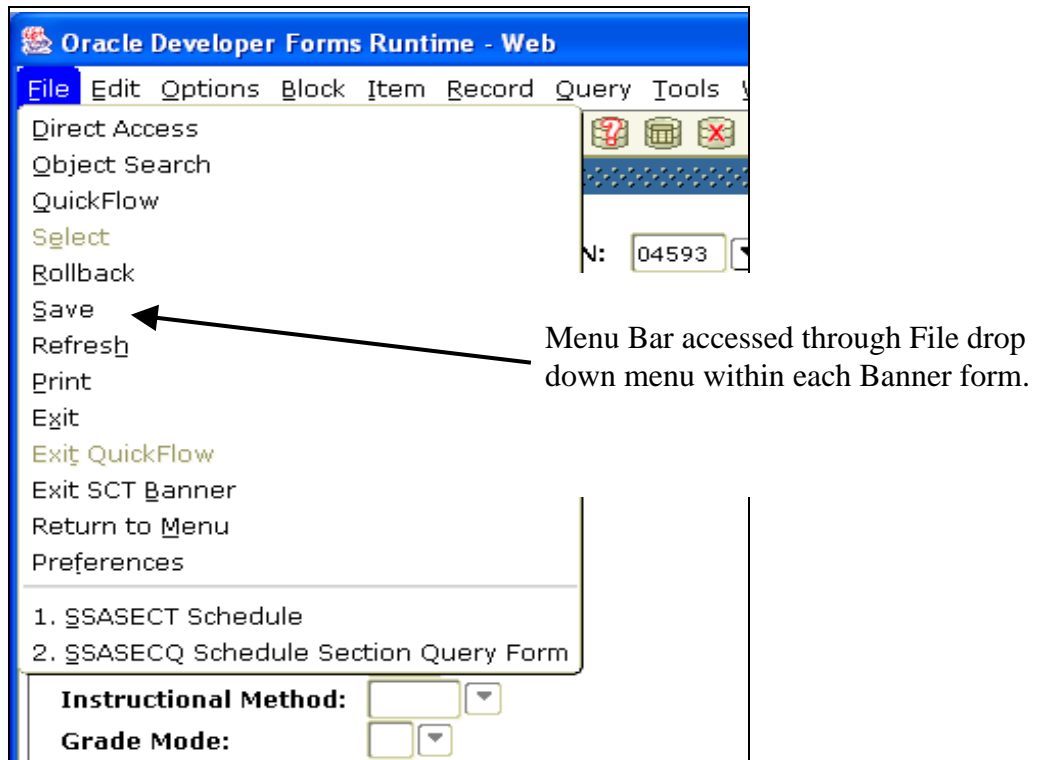 Oracle Developer Forms Runtime - Web
File Edit Options Block Item Record Query Tools
Direct Access
Object Search
QuickFlow
Select
N: 04593
Rollback
Save
Refresh
Print
Exit
Exit QuickFlow
Exit SCT Banner
Return to Menu
Preferences
1. SSASECT Schedule
2. SSASECQ Schedule Section Query Form
Menu Bar accessed through File drop
down menu within each Banner form.
Instructional Method:
Grade Mode: